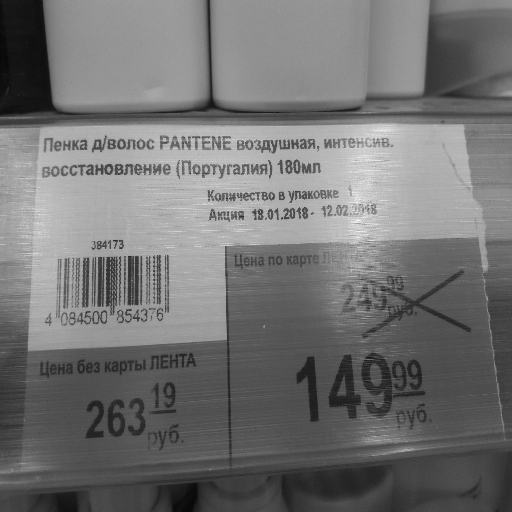 Пенка д/волос PANTENE воздушная, интенсив.
восстановление (Португалия) 180мл
Количество в упаковке 1
Акция 18.01.2018 - 12.02.2018
384173
4 084500 854376
Цена по карте ЛЕНТА
249 99
руб.
Цена без карты ЛЕНТА
263 19
руб.
149 99
руб.